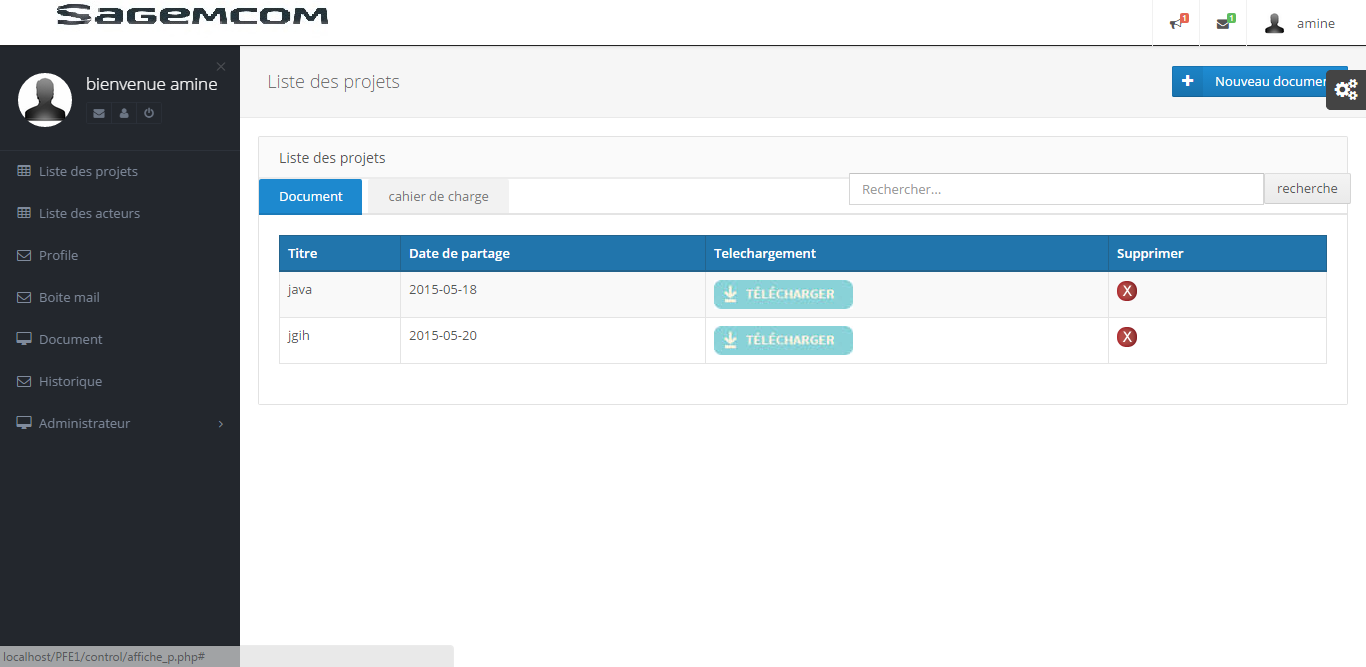 SAGEMCOM
1
1
amine
bienvenue amine
Liste des projets
Nouveau documen
Liste des projets
Liste des acteurs
Profile
Boite mail
Document
Historique
Administrateur
Liste des projets
Document
cahier de charge
Rechercher...
recherche
Titre
Date de partage
Telechargement
Supprimer
java
2015-05-18
TÉLÉCHARGER
X
jgih
2015-05-20
TÉLÉCHARGER
X
localhost/PFE1/control/affiche_p.php#